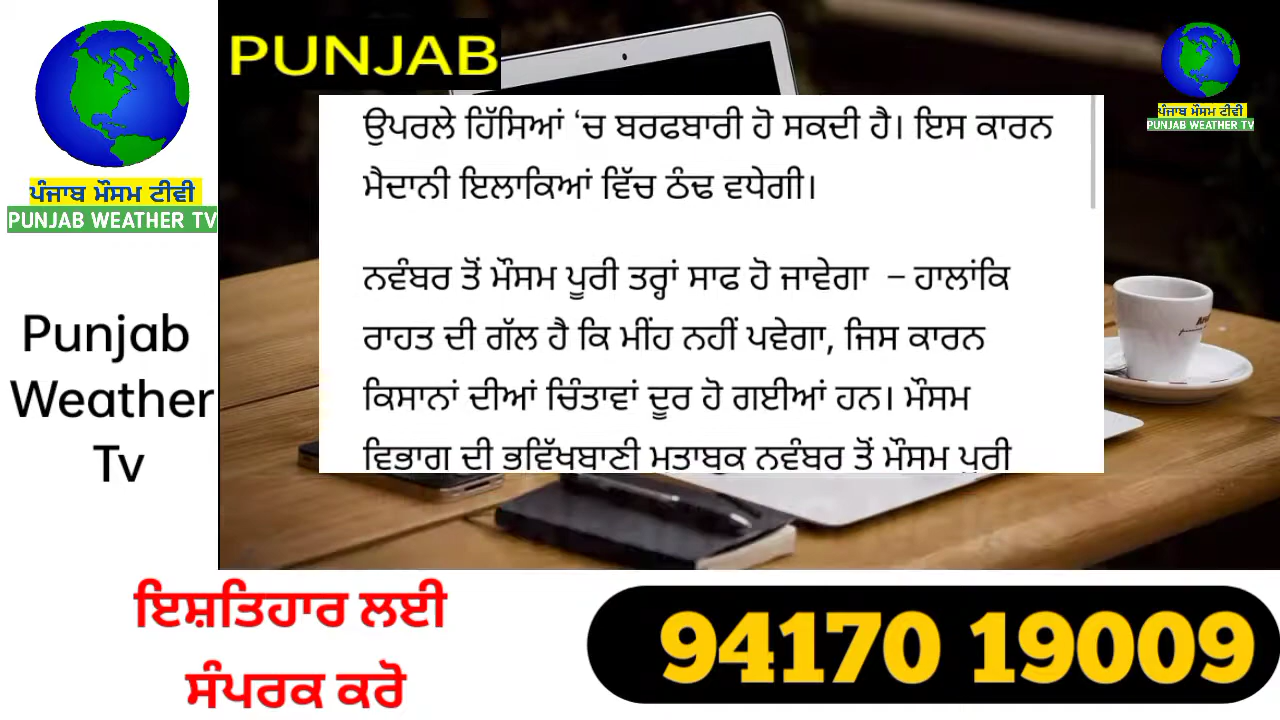 PUNJAB
ਪੰਜਾਬ ਮੌਸਮ ਟੀਵੀ
PUNJAB WEATHER TV
ਪੰਜਾਬ ਮੌਸਮ ਟੀਵੀ
PUNJAB WEATHER TV
ਉਪਰਲੇ ਹਿੱਸਿਆਂ ‘ਚ ਬਰਫਬਾਰੀ ਹੋ ਸਕਦੀ ਹੈ। ਇਸ ਕਾਰਨ
ਮੈਦਾਨੀ ਇਲਾਕਿਆਂ ਵਿੱਚ ਠੰਢ ਵਧੇਗੀ।
ਨਵੰਬਰ ਤੋਂ ਮੌਸਮ ਪੂਰੀ ਤਰ੍ਹਾਂ ਸਾਫ ਹੋ ਜਾਵੇਗਾ – ਹਾਲਾਂਕਿ
ਰਾਹਤ ਦੀ ਗੱਲ ਹੈ ਕਿ ਮੀਂਹ ਨਹੀਂ ਪਵੇਗਾ, ਜਿਸ ਕਾਰਨ
ਕਿਸਾਨਾਂ ਦੀਆਂ ਚਿੰਤਾਵਾਂ ਦੂਰ ਹੋ ਗਈਆਂ ਹਨ। ਮੌਸਮ
ਵਿਭਾਗ ਦੀ ਭਵਿੱਖਬਾਣੀ ਮੁਤਾਬਕ ਨਵੰਬਰ ਤੋਂ ਮੌਸਮ ਪੂਰੀ
Punjab
Weather
Tv
ਇਸ਼ਤਿਹਾਰ ਲਈ
ਸੰਪਰਕ ਕਰੋ
94170 19009